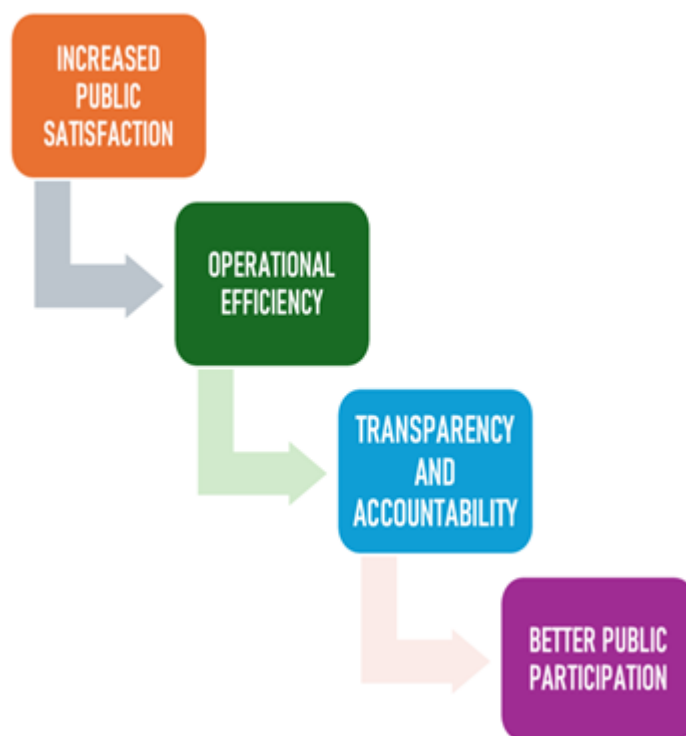 INCREASED
PUBLIC
SATISFACTION
OPERATIONAL
EFFICIENCY
TRANSPARENCY
AND
ACCOUNTABILITY
BETTER PUBLIC
PARTICIPATION